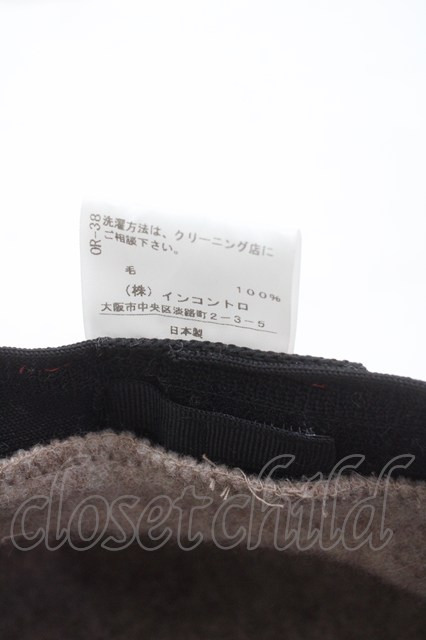 OR-38
洗濯方法は、クリーニング店に
ご相談下さい。
毛 100%
(株) インコントロ
大阪市中央区淡路町2-3-5
日本製
closet child